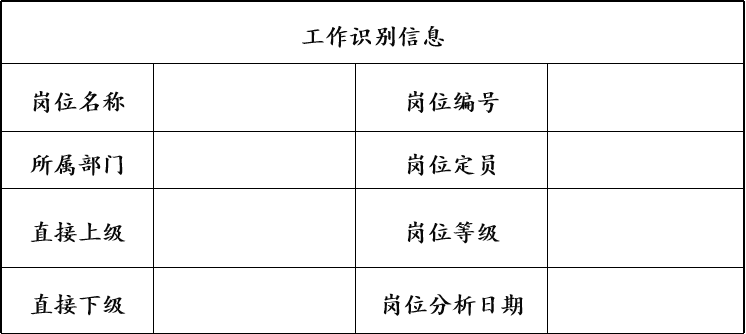 工作识别信息
岗位名称 岗位编号
所属部门 岗位定员
直接上级 岗位等级
直接下级 岗位分析日期